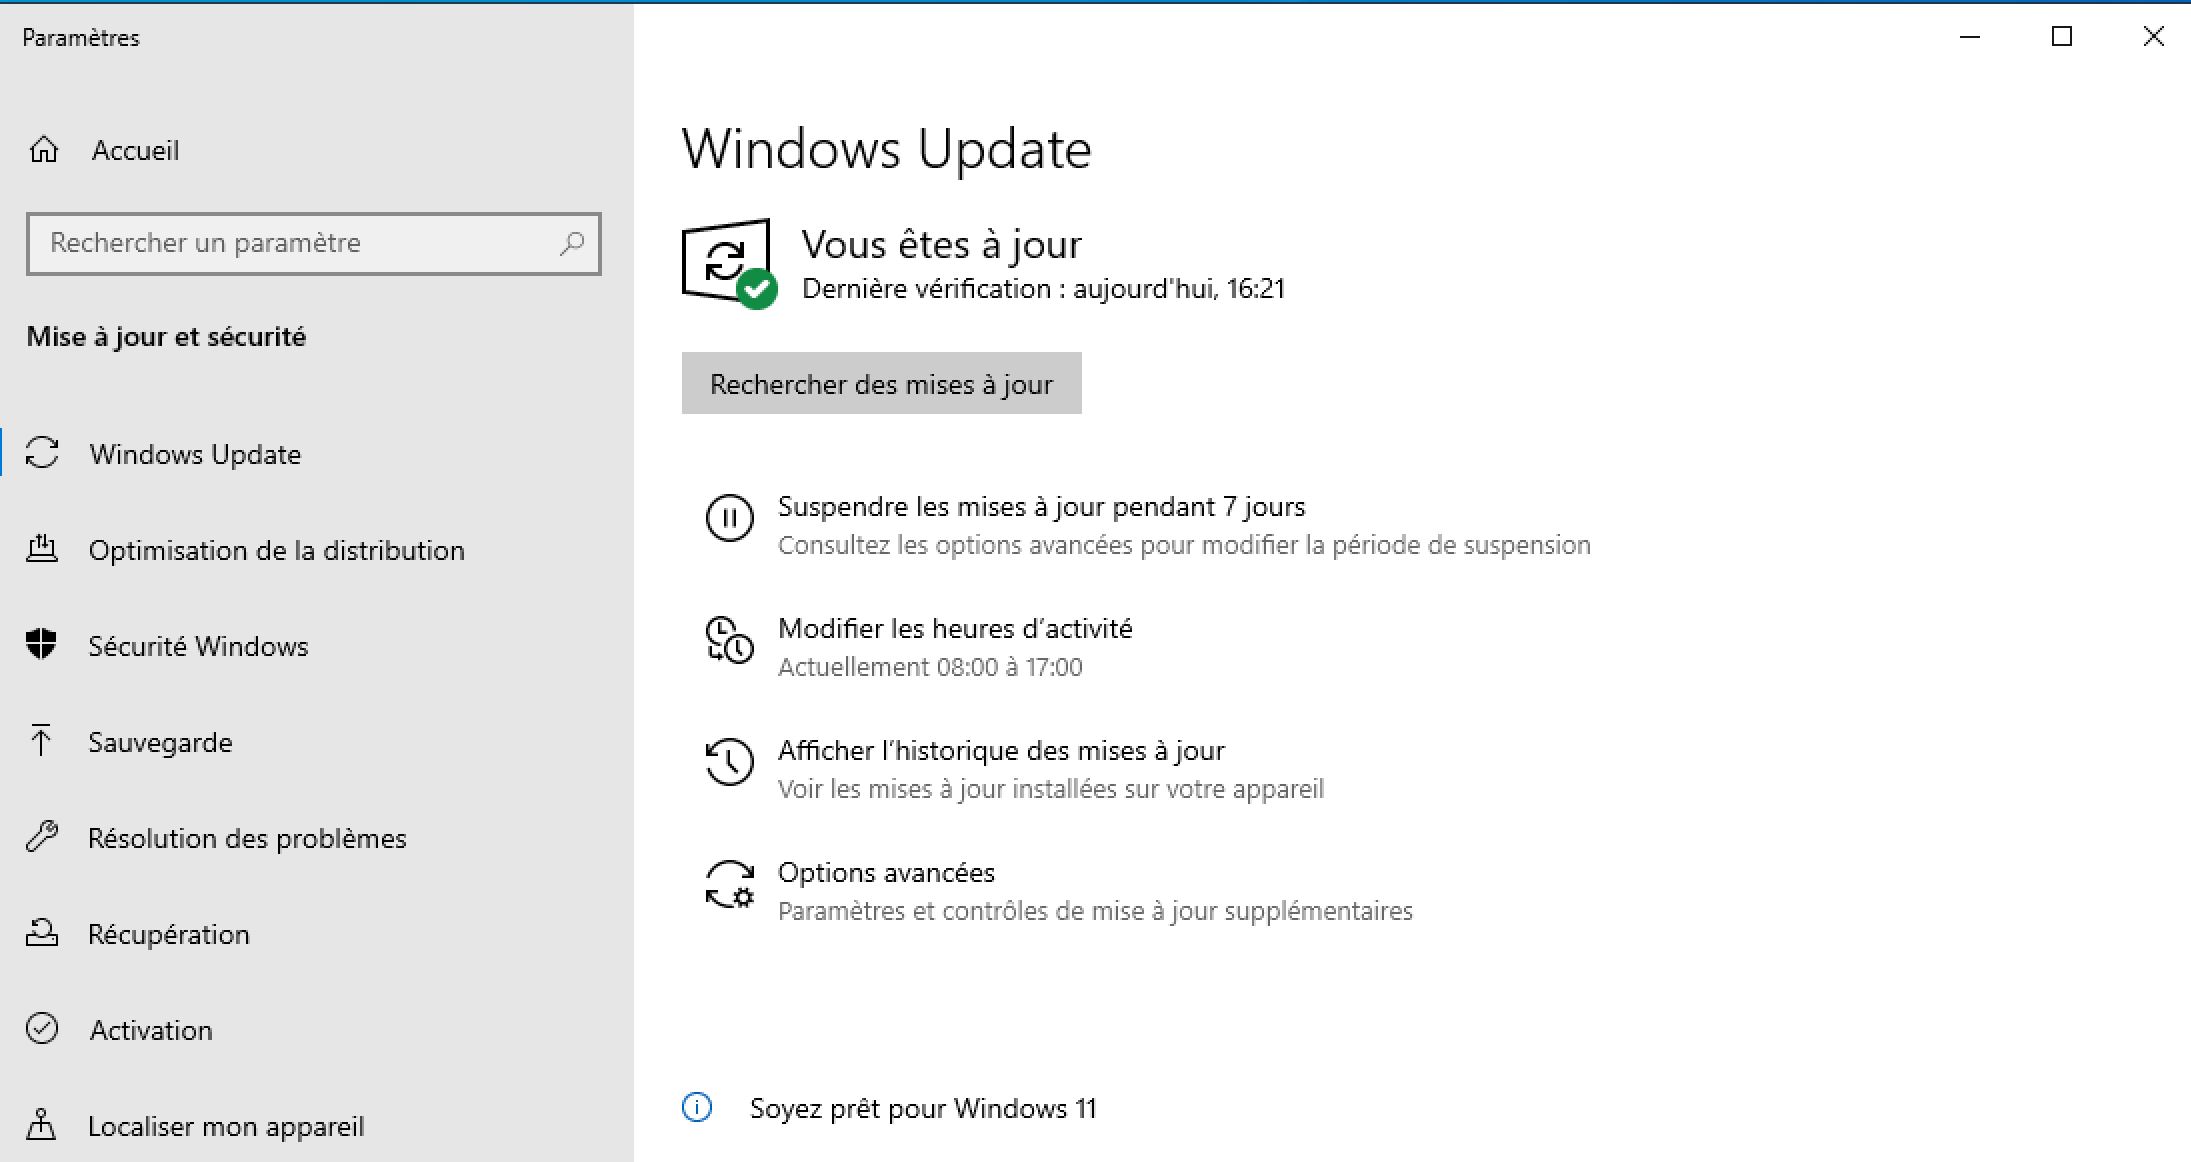 Paramètres
Accueil
Rechercher un paramètre
Mise à jour et sécurité
Windows Update
Optimisation de la distribution
Sécurité Windows
Sauvegarde
Résolution des problèmes
Récupération
Activation
Localiser mon appareil
Windows Update
Vous êtes à jour
Dernière vérification : aujourd'hui, 16:21
Rechercher des mises à jour
Suspendre les mises à jour pendant 7 jours
Consultez les options avancées pour modifier la période de suspension
Modifier les heures d’activité
Actuellement 08:00 à 17:00
Afficher l’historique des mises à jour
Voir les mises à jour installées sur votre appareil
Options avancées
Paramètres et contrôles de mise à jour supplémentaires
Soyez prêt pour Windows 11